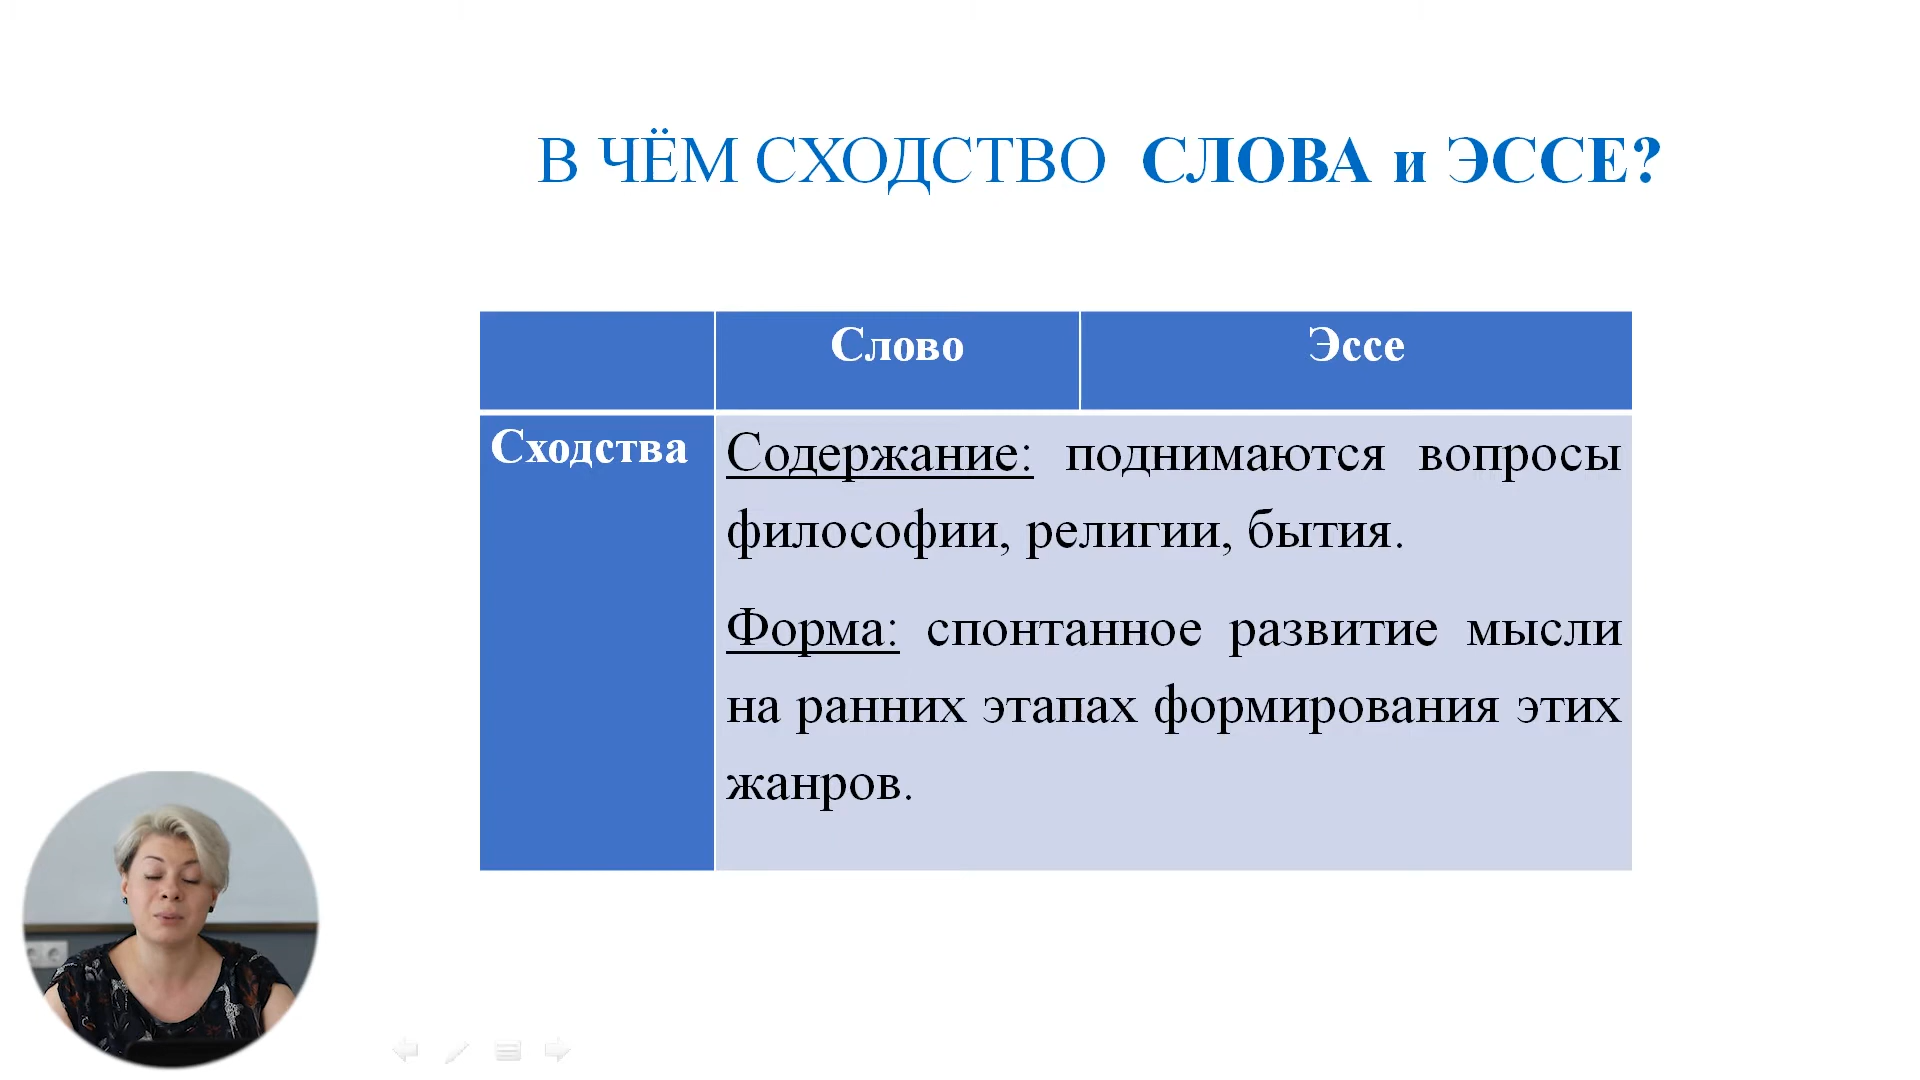 В ЧЁМ СХОДСТВО СЛОВА и ЭССЕ?
Слово
Эссе
Сходства
Содержание: поднимаются вопросы
философии, религии, бытия.
Форма: спонтанное развитие мысли
на ранних этапах формирования этих
жанров.